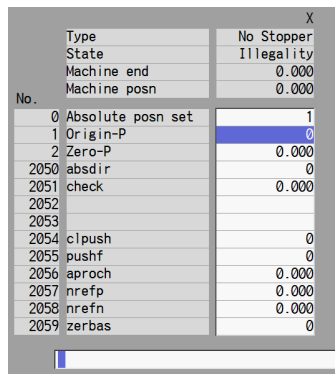 X
Type No Stopper
State Illegality
Machine end 0.000
Machine posn 0.000
No.
0 Absolute posn set 1
1 Origin-P 0
2 Zero-P 0.000
2050 absdir 0
2051 check 0.000
2052
2053
2054 clpush 0
2055 pushf 0
2056 aproch 0.000
2057 nrefp 0.000
2058 nrefn 0.000
2059 zerbas 0